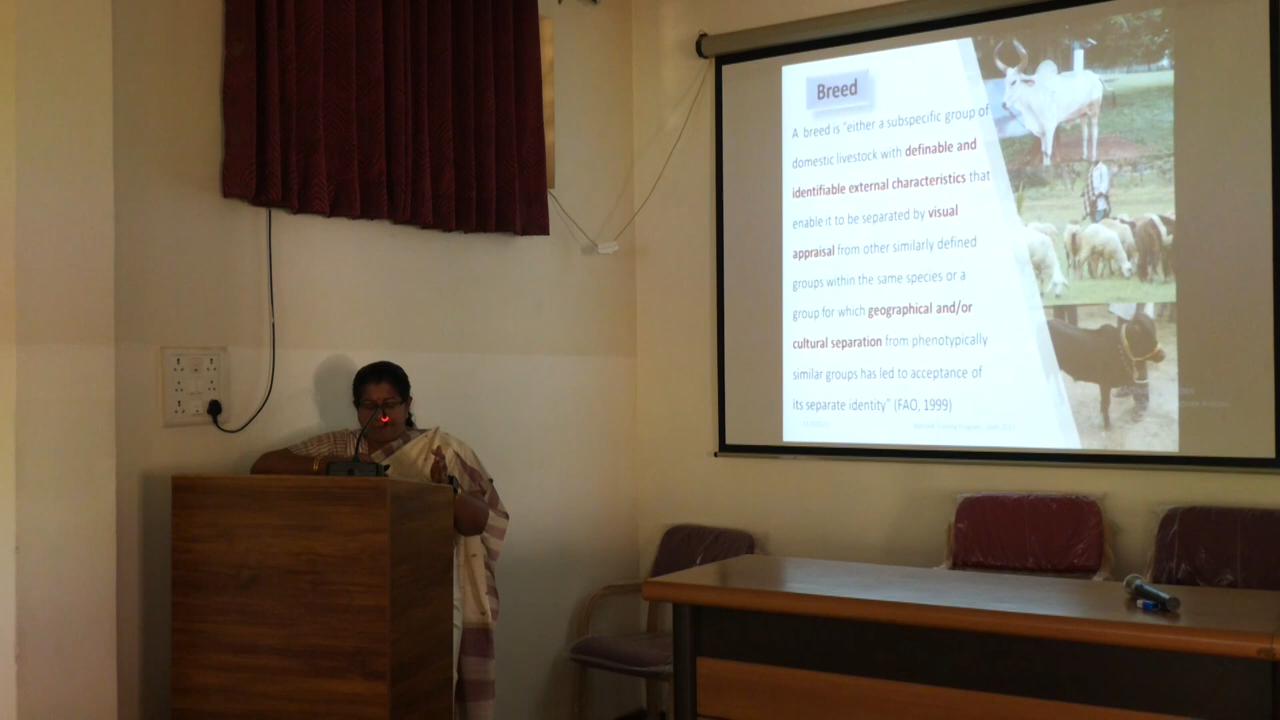 Breed
A breed is "either a subspecific group of
domestic livestock with definable and
identifiable external characteristics that
enable it to be separated by visual
appraisal from other similarly defined
groups within the same species or a
group for which geographical and/or
cultural separation from phenotypically
similar groups has led to acceptance of
its separate identity" (FAO, 1999)